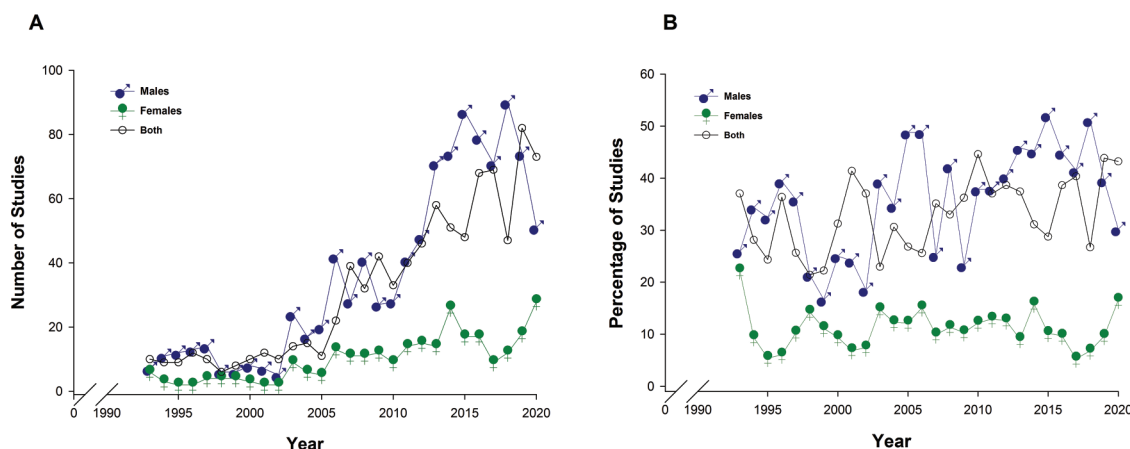 A
Number of Studies
100
80
60
40
20
0
Males
Females
Both
0 1990 1995 2000 2005 2010 2015 2020
Year
B
Percentage of Studies
60
50
40
30
20
10
0
Males
Females
Both
0 1990 1995 2000 2005 2010 2015 2020
Year